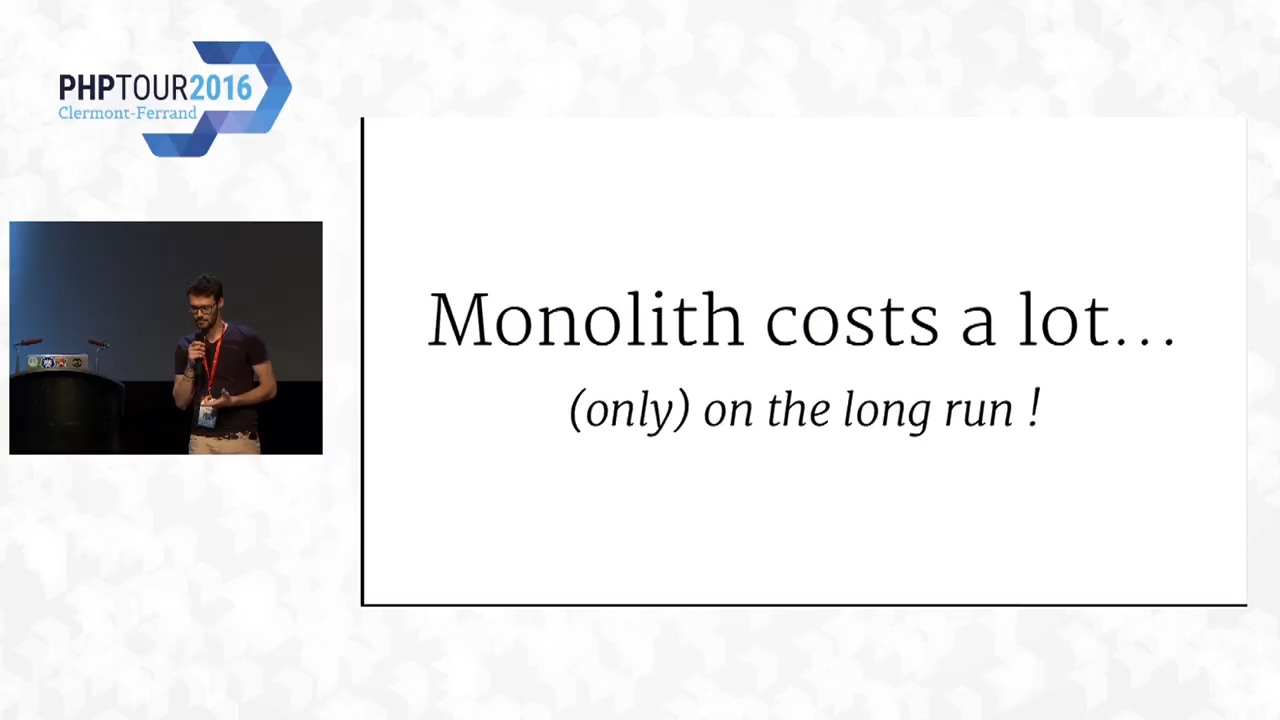 PHPTOUR2016
Clermont-Ferrand
Monolith costs a lot…
(only) on the long run !